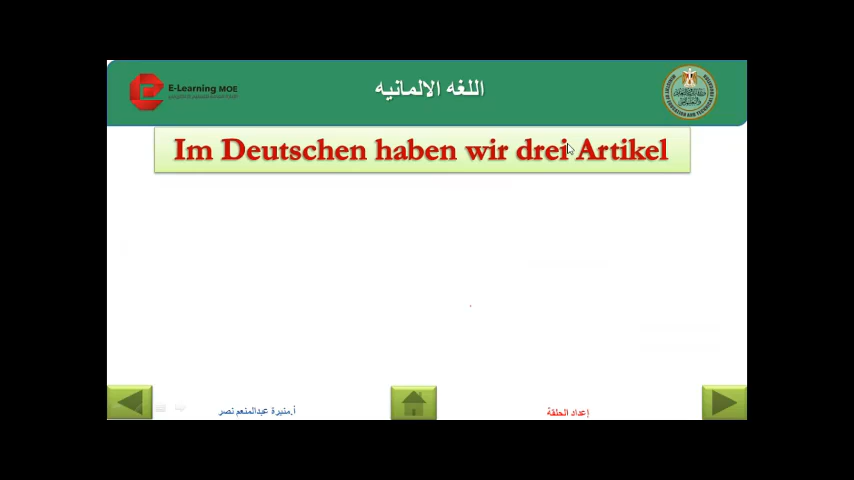 E-Learning MOE
اللغه الالمانيه
Im Deutschen haben wir drei Artikel
إعداد الحلقة
أ.منيرة عبدالمنعم نصر